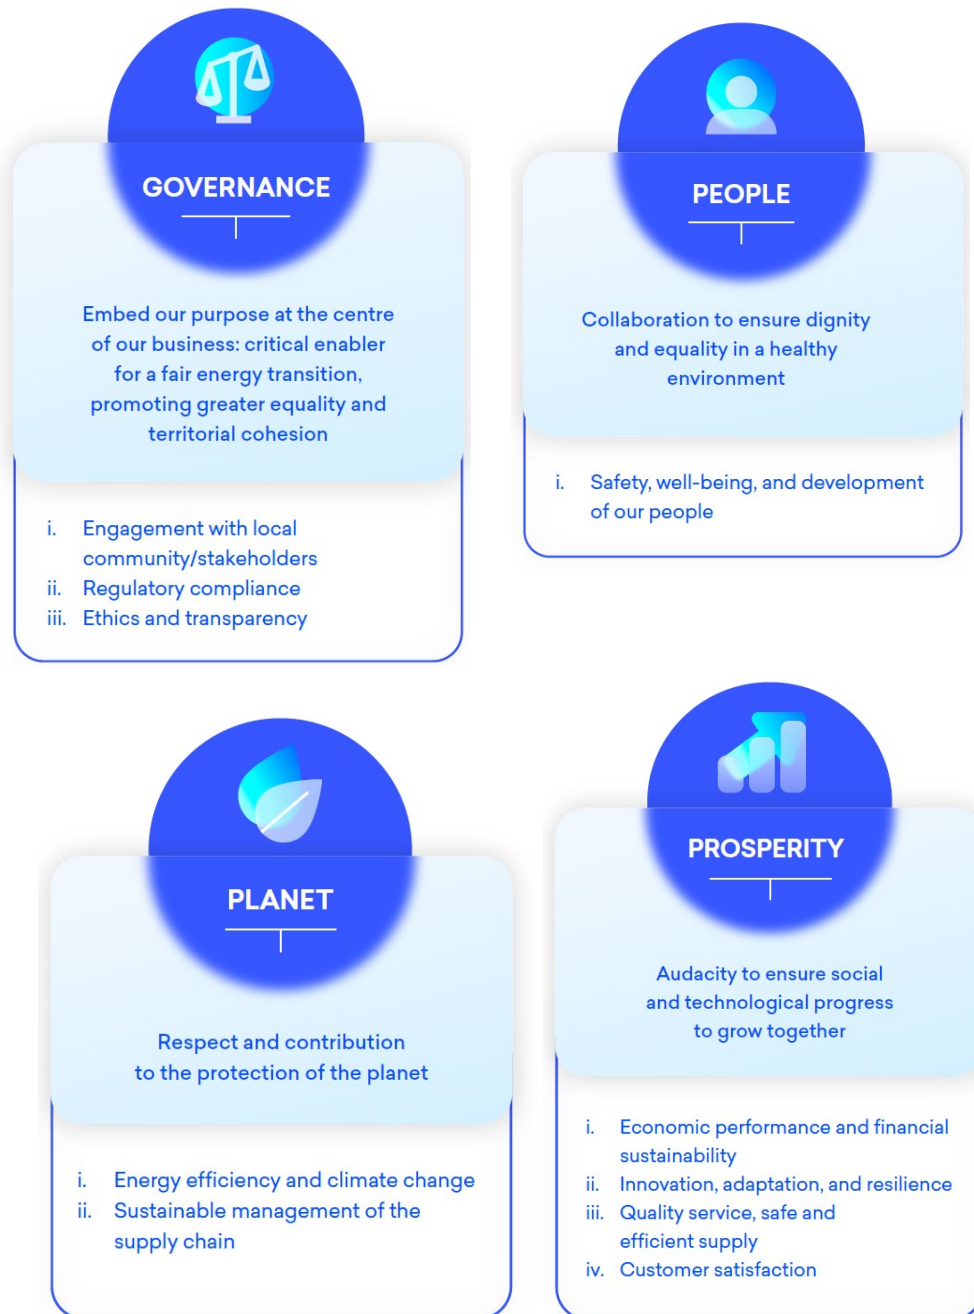 GOVERNANCE
Embed our purpose at the centre
of our business: critical enabler
for a fair energy transition,
promoting greater equality and
territorial cohesion
i. Engagement with local
community/stakeholders
ii. Regulatory compliance
iii. Ethics and transparency
PEOPLE
Collaboration to ensure dignity
and equality in a healthy
environment
i. Safety, well-being, and development
of our people
PLANET
Respect and contribution
to the protection of the planet
i. Energy efficiency and climate change
ii. Sustainable management of the
supply chain
PROSPERITY
Audacity to ensure social
and technological progress
to grow together
i. Economic performance and financial
sustainability
ii. Innovation, adaptation, and resilience
iii. Quality service, safe and
efficient supply
iv. Customer satisfaction